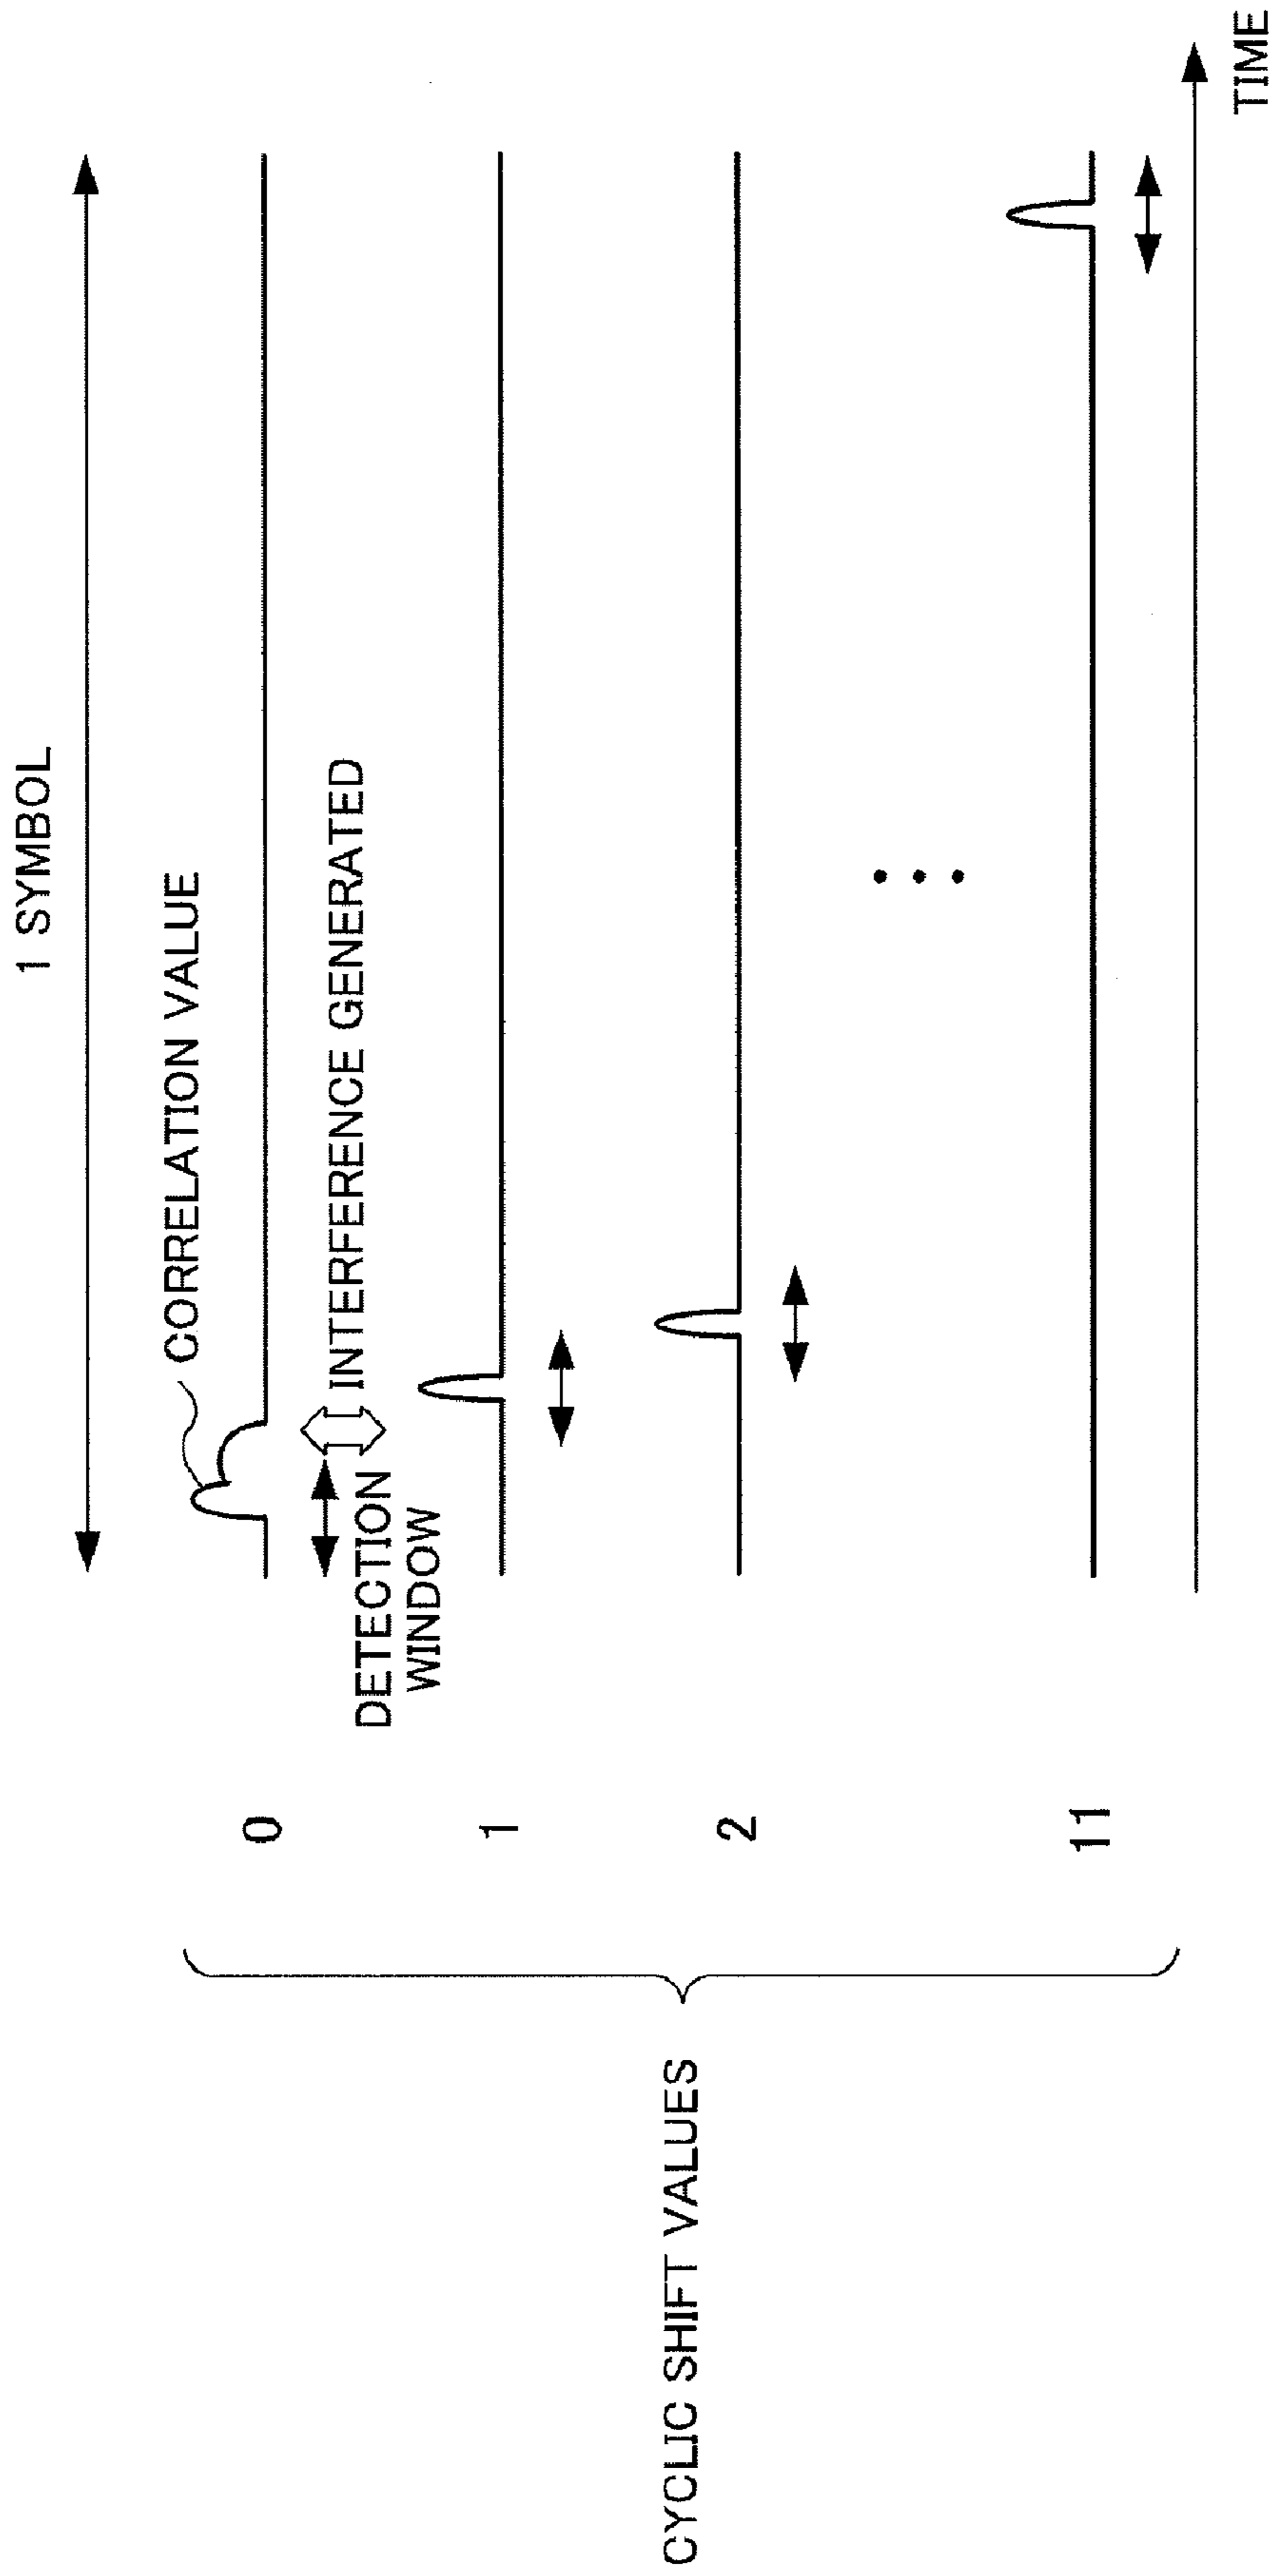 1 SYMBOL
CORRELATION VALUE
INTERFERENCE GENERATED
DETECTION
WINDOW
CYCLIC SHIFT VALUES
0
1
2
11
TIME